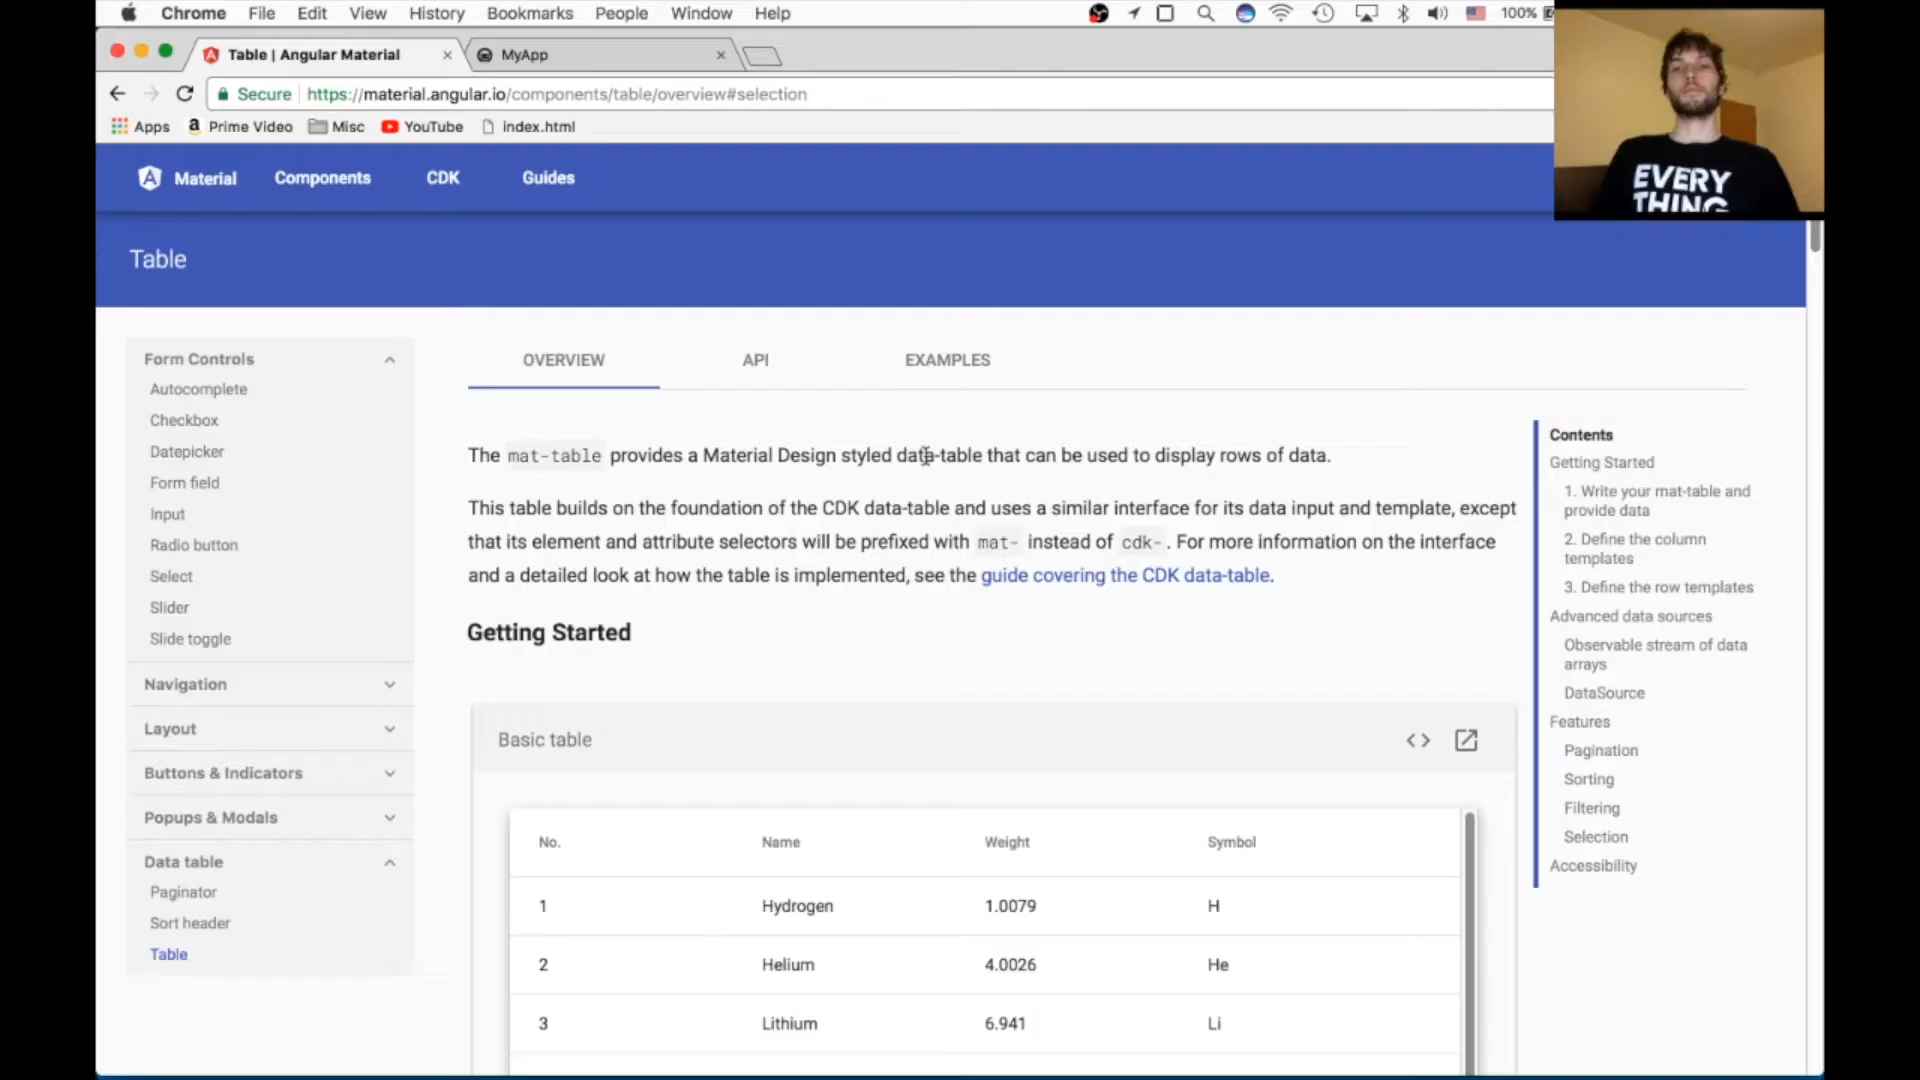 Chrome File Edit View History Bookmarks People Window Help 100%
Table | Angular Material × MyApp ×
Secure https://material.angular.io/components/table/overview#selection
Apps Prime Video Misc YouTube index.html
Material Components CDK Guides
EVERY
THING
Table
Form Controls
Autocomplete
Checkbox
Datepicker
Form field
Input
Radio button
Select
Slider
Slide toggle
Navigation
Layout
Buttons & Indicators
Popups & Modals
Data table
Paginator
Sort header
Table
OVERVIEW API EXAMPLES
The mat-table provides a Material Design styled data-table that can be used to display rows of data.
This table builds on the foundation of the CDK data-table and uses a similar interface for its data input and template, except
that its element and attribute selectors will be prefixed with mat- instead of cdk-. For more information on the interface
and a detailed look at how the table is implemented, see the guide covering the CDK data-table.
Getting Started
Basic table
No. Name Weight Symbol
1 Hydrogen 1.0079 H
2 Helium 4.0026 He
3 Lithium 6.941 Li
Contents
Getting Started
1. Write your mat-table and
provide data
2. Define the column
templates
3. Define the row templates
Advanced data sources
Observable stream of data
arrays
DataSource
Features
Pagination
Sorting
Filtering
Selection
Accessibility